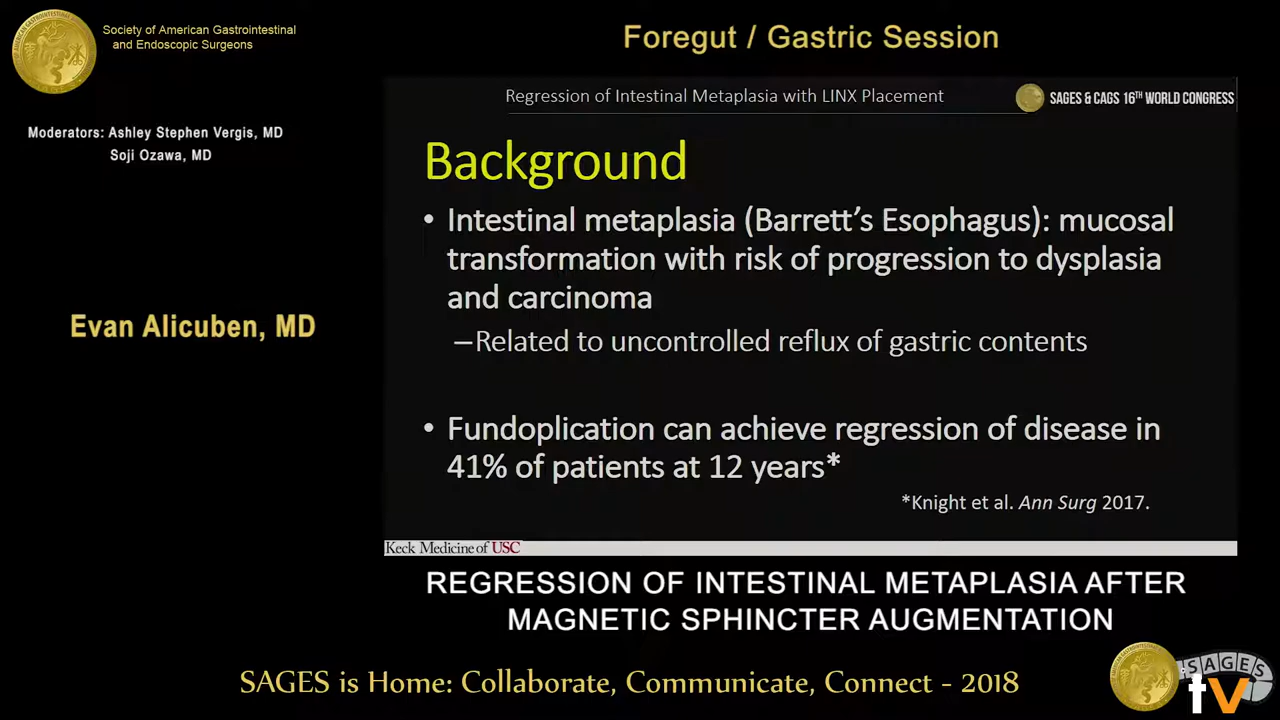 Society of American Gastrointestinal
and Endoscopic Surgeons
Foregut / Gastric Session
Moderators: Ashley Stephen Vergis, MD
Soji Ozawa, MD
Regression of Intestinal Metaplasia with LINX Placement
SAGES & CAGS 16TH WORLD CONGRESS
Background
• Intestinal metaplasia (Barrett's Esophagus): mucosal
transformation with risk of progression to dysplasia
and carcinoma
–Related to uncontrolled reflux of gastric contents
• Fundoplication can achieve regression of disease in
41% of patients at 12 years*
*Knight et al. Ann Surg 2017.
Keck Medicine of USC
Evan Alicuben, MD
REGRESSION OF INTESTINAL METAPLASIA AFTER
MAGNETIC SPHINCTER AUGMENTATION
SAGES is Home: Collaborate, Communicate, Connect - 2018
SAGES
tv